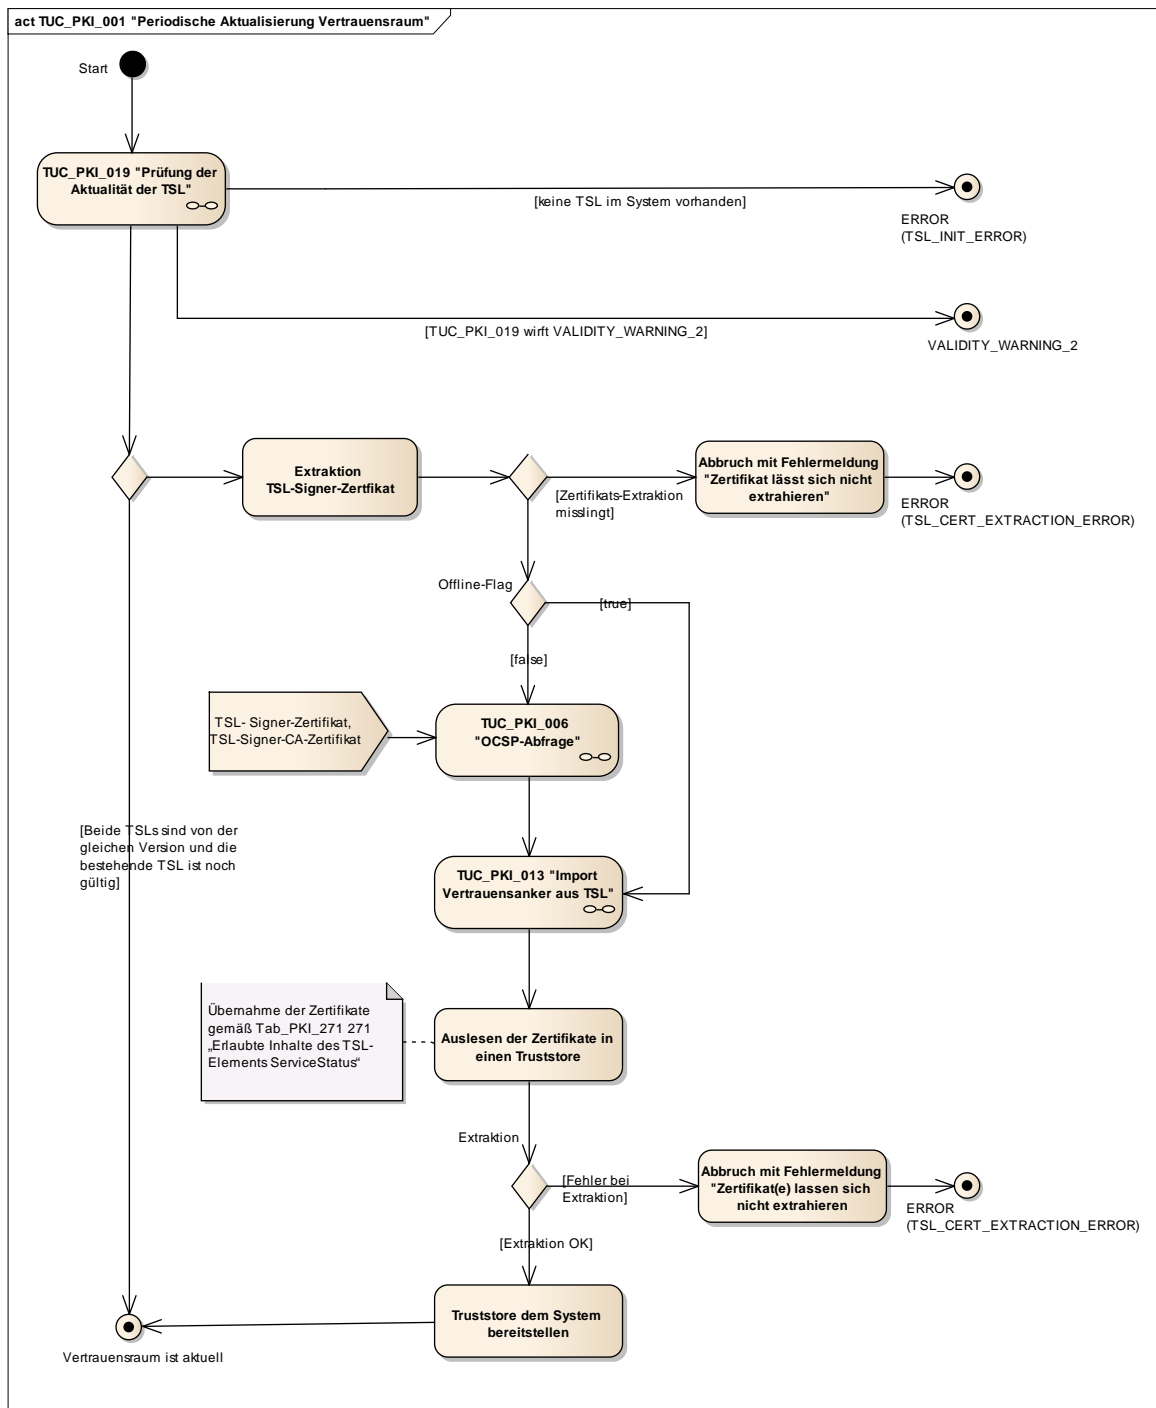 act TUC_PKI_001 "Periodische Aktualisierung Vertrauensraum"
Start
TUC_PKI_019 "Prüfung der
Aktualität der TSL"
[keine TSL im System vorhanden]
ERROR
(TSL_INIT_ERROR)
[TUC_PKI_019 wirft VALIDITY_WARNING_2]
VALIDITY_WARNING_2
Extraktion
TSL-Signer-Zertfikat
[Zertifikats-Extraktion
misslingt]
Abbruch mit Fehlermeldung
"Zertifikat lässt sich nicht
extrahieren"
ERROR
(TSL_CERT_EXTRACTION_ERROR)
Offline-Flag
[true]
[false]
TSL- Signer-Zertifikat,
TSL-Signer-CA-Zertifikat
TUC_PKI_006
"OCSP-Abfrage"
[Beide TSLs sind von der
gleichen Version und die
bestehende TSL ist noch
gültig]
TUC_PKI_013 "Import
Vertrauensanker aus TSL"
Übernahme der Zertifikate
gemäß Tab_PKI_271 271
„Erlaubte Inhalte des TSL-
Elements ServiceStatus“
Auslesen der Zertifikate in
einen Truststore
Extraktion
[Fehler bei
Extraktion]
Abbruch mit Fehlermeldung
"Zertifikat(e) lassen sich
nicht extrahieren
ERROR
(TSL_CERT_EXTRACTION_ERROR)
[Extraktion OK]
Truststore dem System
bereitstellen
Vertrauensraum ist aktuell